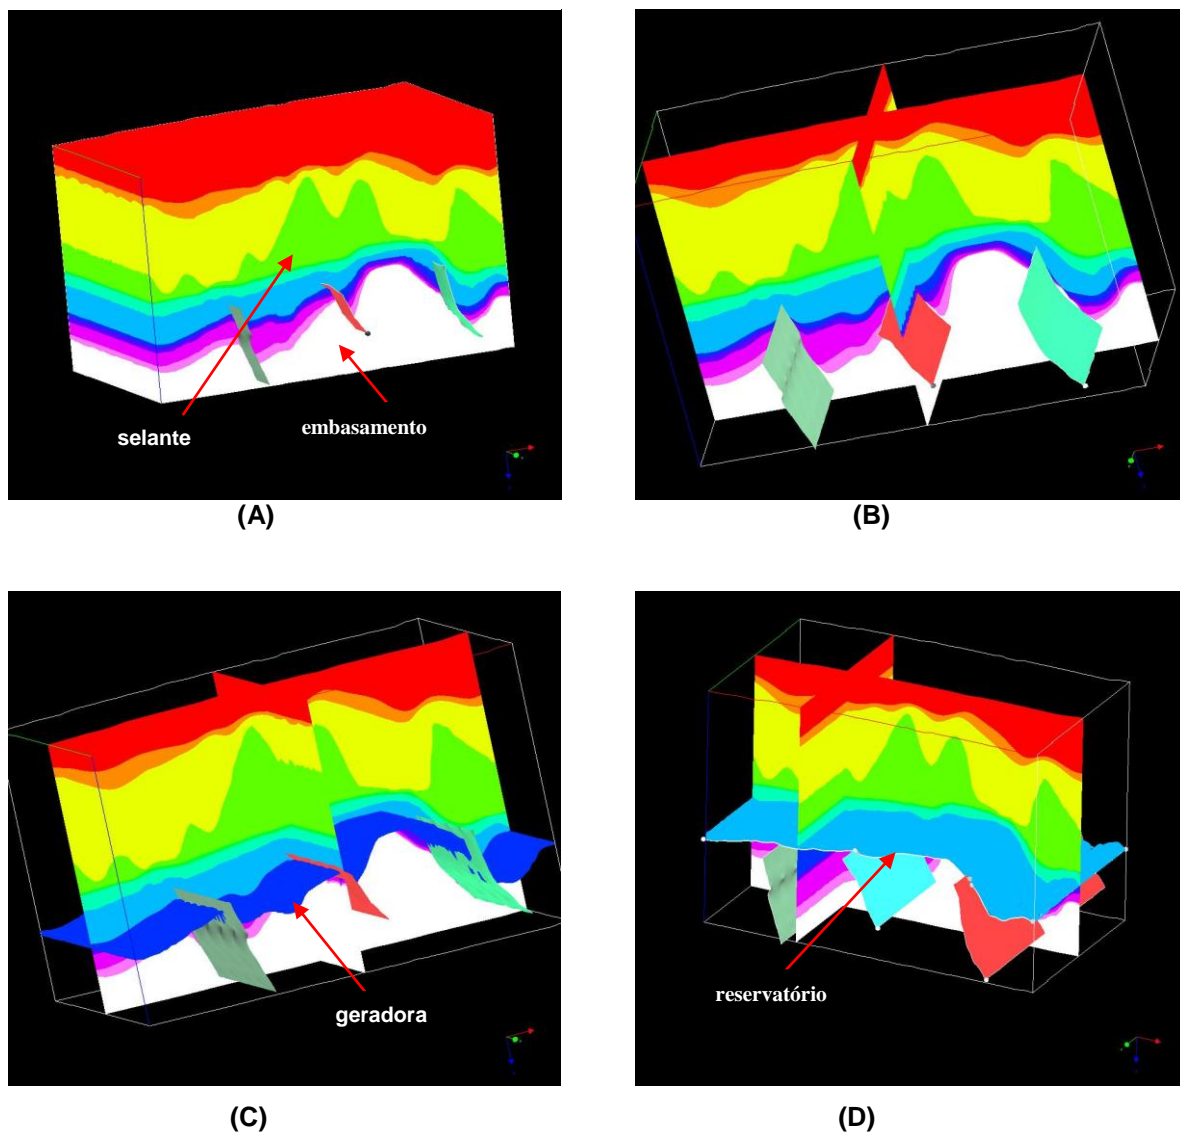 selante
embasamento
(A)
(B)
geradora
reservatório
(C)
(D)